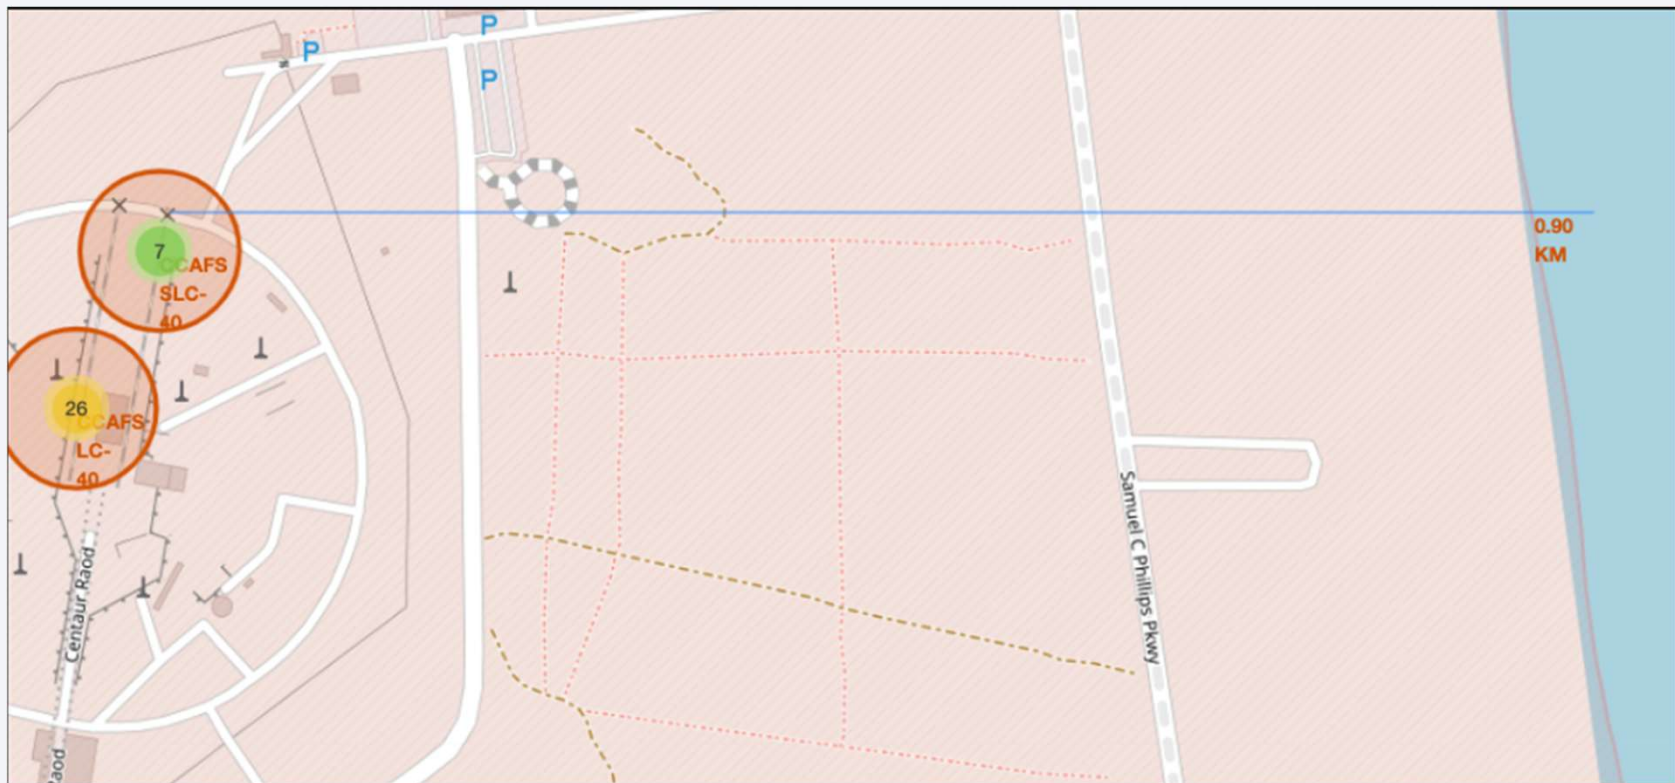 P
P
P
0.90
KM
7
CCAFS
SLC-
40
26
CCAFS
LC-
40
Samuel C Phillips Pkwy
Centaur Raod
Raod